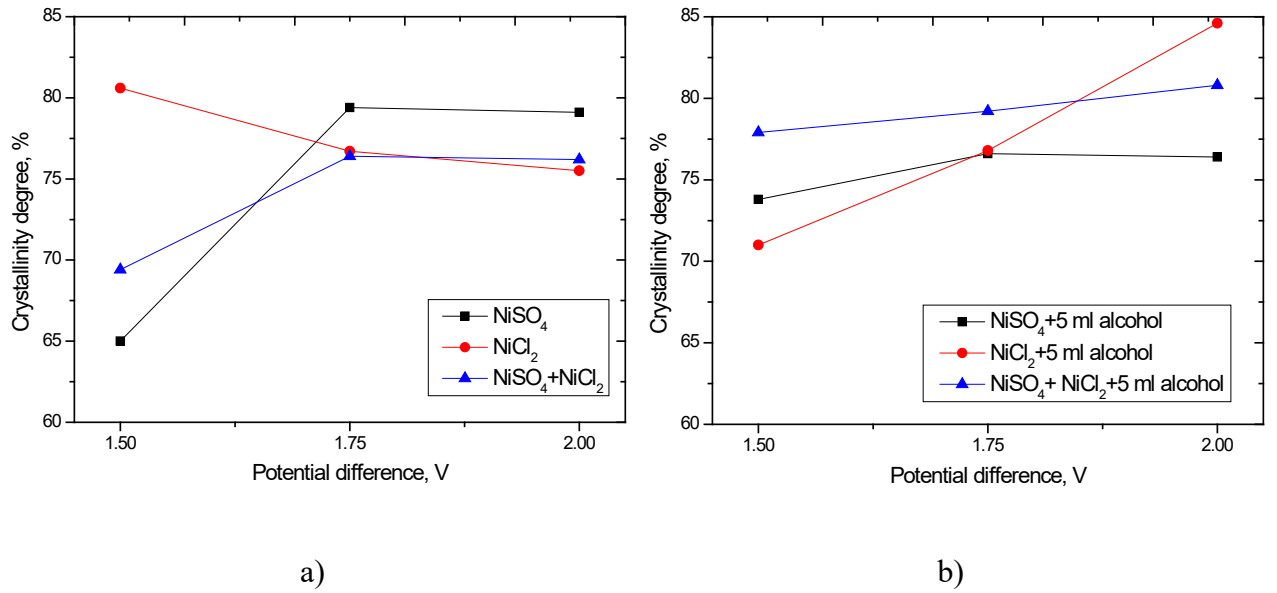 85
80
75
70
65
60
Crystallinity degree, %
NiSO₄
NiCl₂
NiSO₄+NiCl₂
1.50
1.75
2.00
Potential difference, V
a)
85
80
75
70
65
60
Crystallinity degree, %
NiSO₄+5 ml alcohol
NiCl₂+5 ml alcohol
NiSO₄+ NiCl₂+5 ml alcohol
1.50
1.75
2.00
Potential difference, V
b)